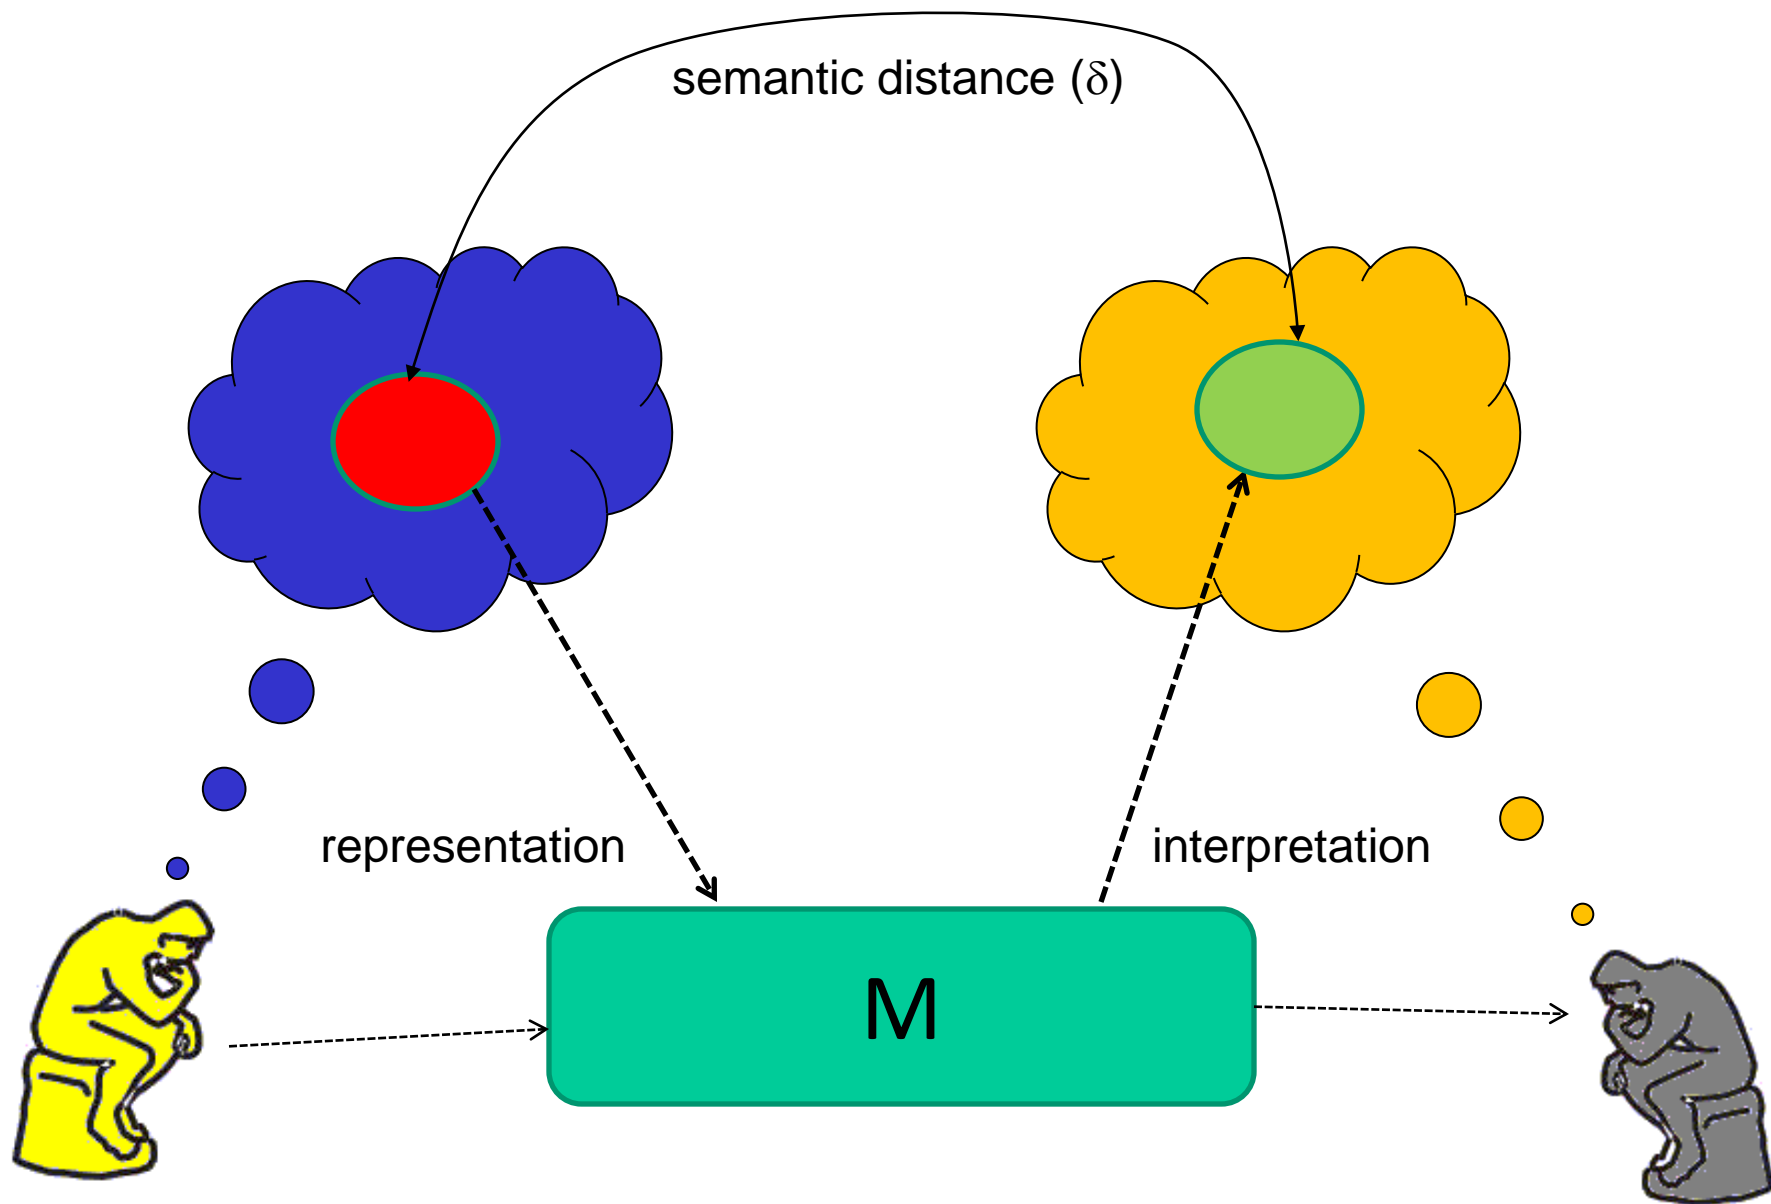 semantic distance (δ)
representation
interpretation
M